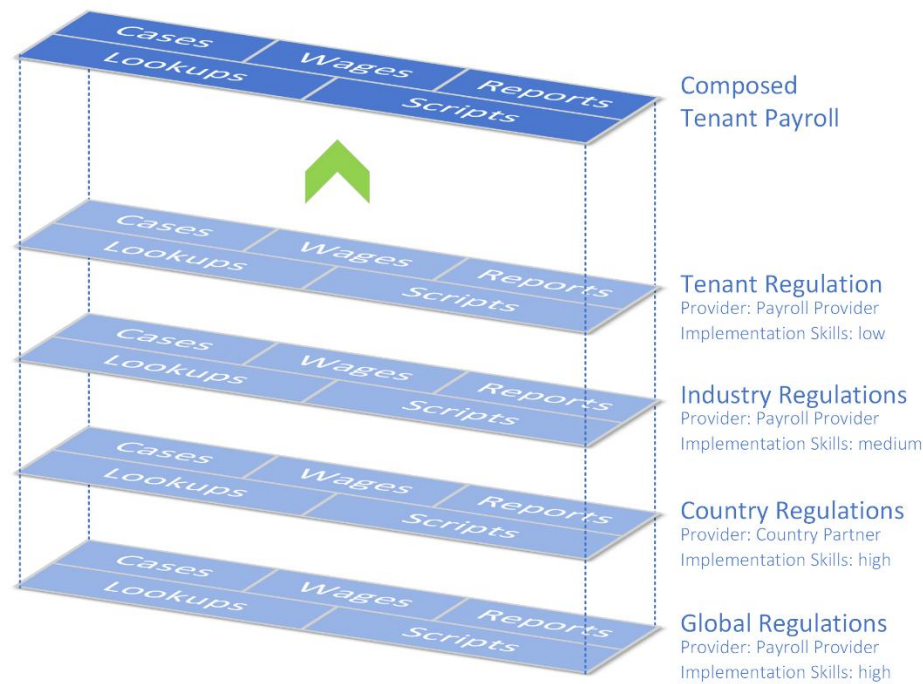 Cases
Wages
Reports
Lookups
Scripts
Composed
Tenant Payroll
Cases
Wages
Reports
Lookups
Scripts
Tenant Regulation
Provider: Payroll Provider
Implementation Skills: low
Cases
Wages
Reports
Lookups
Scripts
Industry Regulations
Provider: Payroll Provider
Implementation Skills: medium
Cases
Wages
Reports
Lookups
Scripts
Country Regulations
Provider: Country Partner
Implementation Skills: high
Cases
Wages
Reports
Lookups
Scripts
Global Regulations
Provider: Payroll Provider
Implementation Skills: high